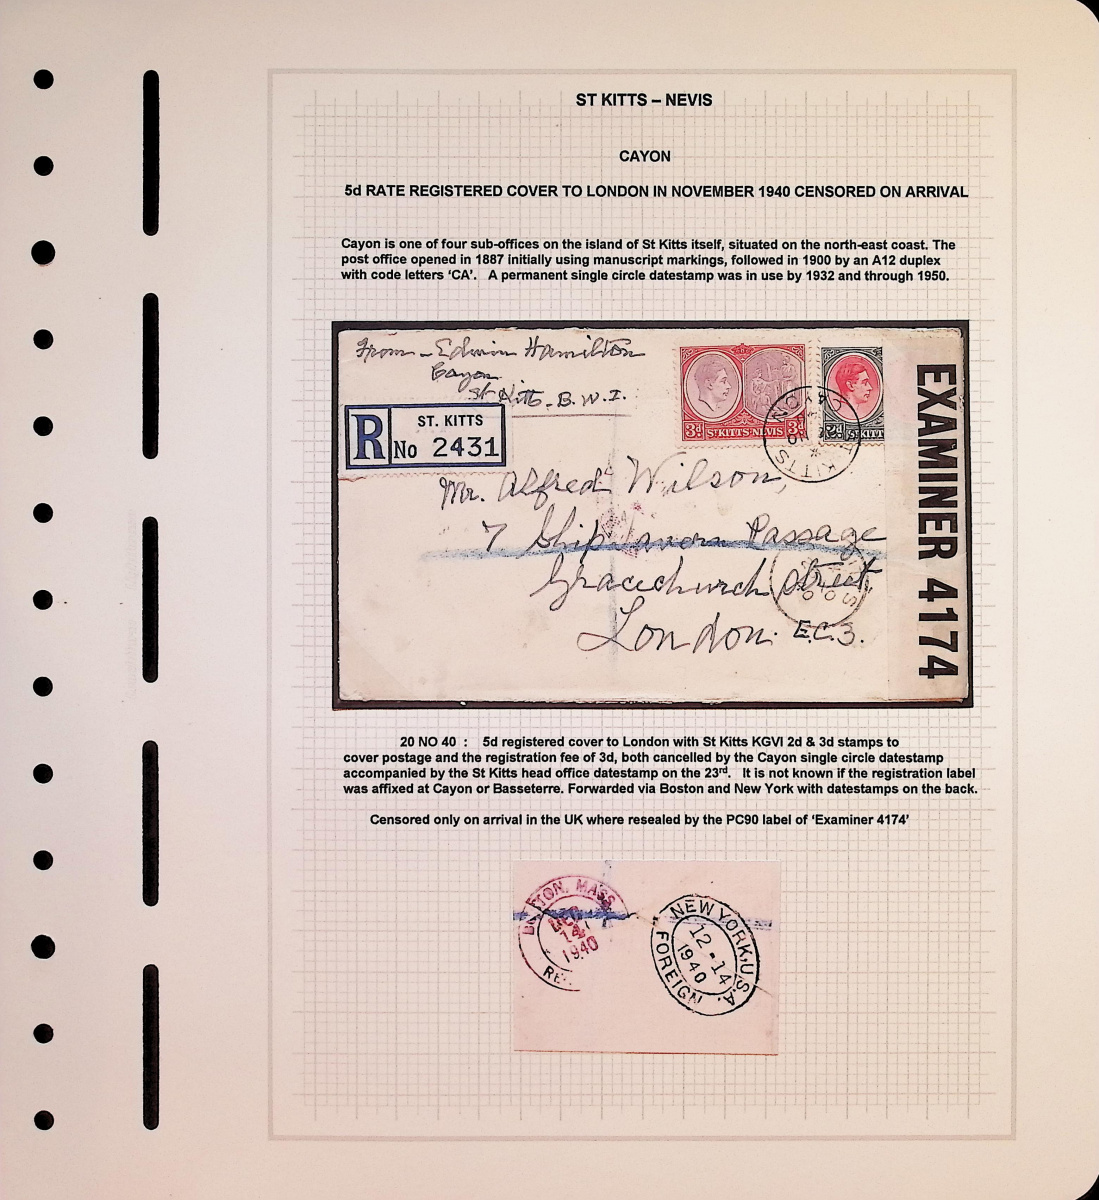 ST KITTS – NEVIS
CAYON
5d RATE REGISTERED COVER TO LONDON IN NOVEMBER 1940 CENSORED ON ARRIVAL
Cayon is one of four sub-offices on the island of St Kitts itself, situated on the north-east coast. The
post office opened in 1887 initially using manuscript markings, followed in 1900 by an A12 duplex
with code letters 'CA'. A permanent single circle datestamp was in use by 1932 and through 1950.
From - Edwin Hamilton
Cayon
St Kitts - B.W.I.
R ST. KITTS
No 2431
3d ST KITTS-NEVIS 3d
2d ST KITT
CAYON
ST KITTS
EXAMINER 4174
Mr. Alfred Wilson,
7 Ship tavern Passage
Gracechurch Street,
London. E.C.3.
20 NO 40 : 5d registered cover to London with St Kitts KGVI 2d & 3d stamps to
cover postage and the registration fee of 3d, both cancelled by the Cayon single circle datestamp
accompanied by the St Kitts head office datestamp on the 23rd. It is not known if the registration label
was affixed at Cayon or Basseterre. Forwarded via Boston and New York with datestamps on the back.
Censored only on arrival in the UK where resealed by the PC90 label of 'Examiner 4174'
BOSTON, MASS.
DEC
14
1940
NEW YORK, U.S.A.
12-14
1940
FOREIGN